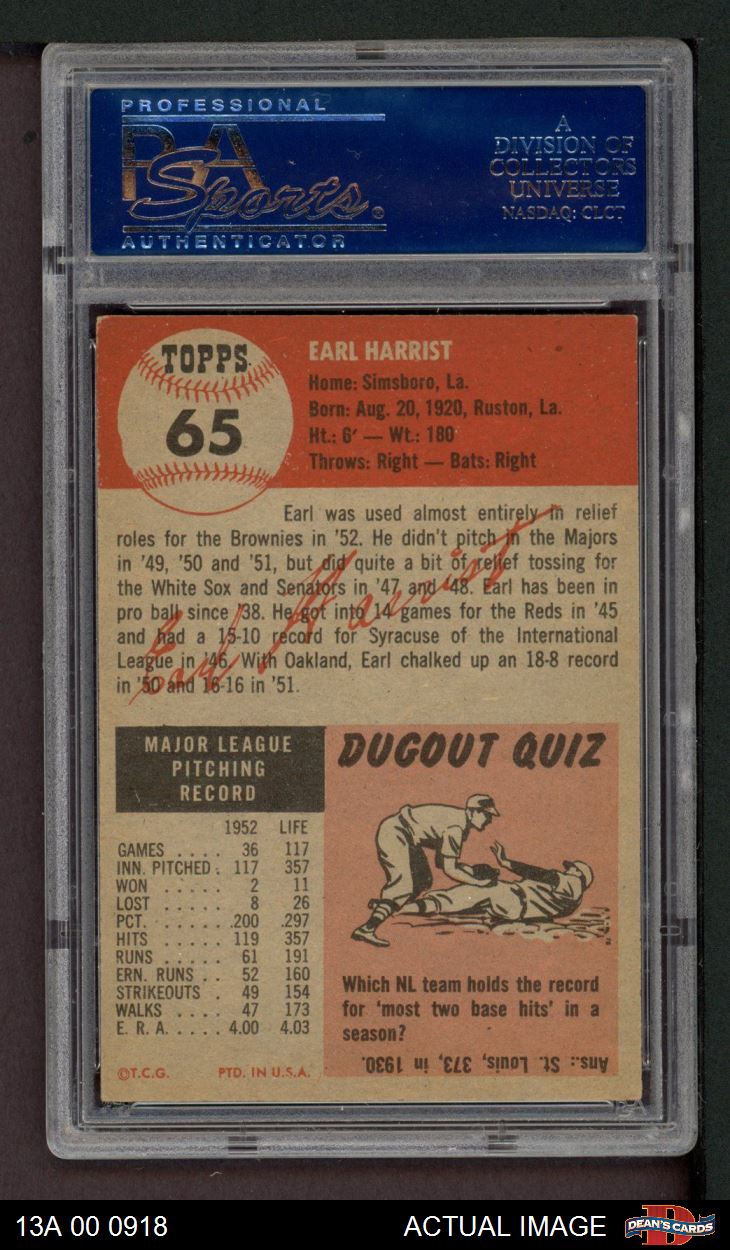 PROFESSIONAL
PSA
Sports®
AUTHENTICATOR
A
DIVISION OF
COLLECTORS
UNIVERSE
NASDAQ: CLCT
TOPPS
65
EARL HARRIST
Home: Simsboro, La.
Born: Aug. 20, 1920, Ruston, La.
Ht.: 6' — Wt.: 180
Throws: Right — Bats: Right
Earl was used almost entirely in relief
roles for the Brownies in '52. He didn't pitch in the Majors
in '49, '50 and '51, but did quite a bit of relief tossing for
the White Sox and Senators in '47 and '48. Earl has been in
pro ball since '38. He got into 14 games for the Reds in '45
and had a 15-10 record for Syracuse of the International
League in '46. With Oakland, Earl chalked up an 18-8 record
in '50 and 16-16 in '51.
Earl Harrist
MAJOR LEAGUE
PITCHING
RECORD
1952 LIFE
GAMES .... 36 117
INN. PITCHED. 117 357
WON ..... 2 11
LOST ..... 8 26
PCT. ..... .200 .297
HITS ..... 119 357
RUNS ..... 61 191
ERN. RUNS .. 52 160
STRIKEOUTS . 49 154
WALKS .... 47 173
E. R. A. .... 4.00 4.03
©T.C.G. PTD. IN U.S.A.
DUGOUT QUIZ
Which NL team holds the record
for 'most two base hits' in a
season?
Ans.: St. Louis, 373, in 1930.
13A 00 0918
ACTUAL IMAGE
D
DEAN'S CARDS